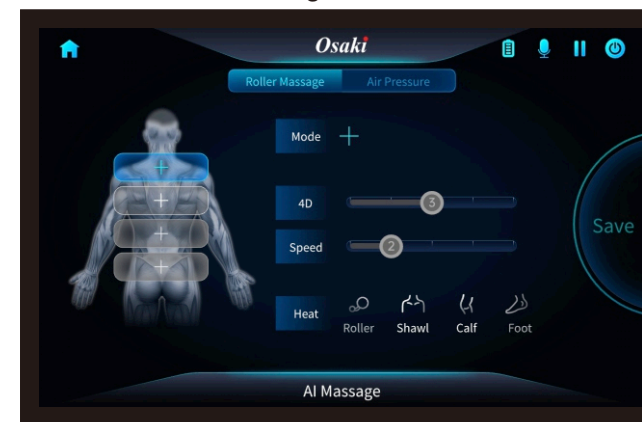 Osaki
Roller Massage Air Pressure
Mode
4D 3
Speed 2
Heat Roller Shawl Calf Foot
Save
AI Massage